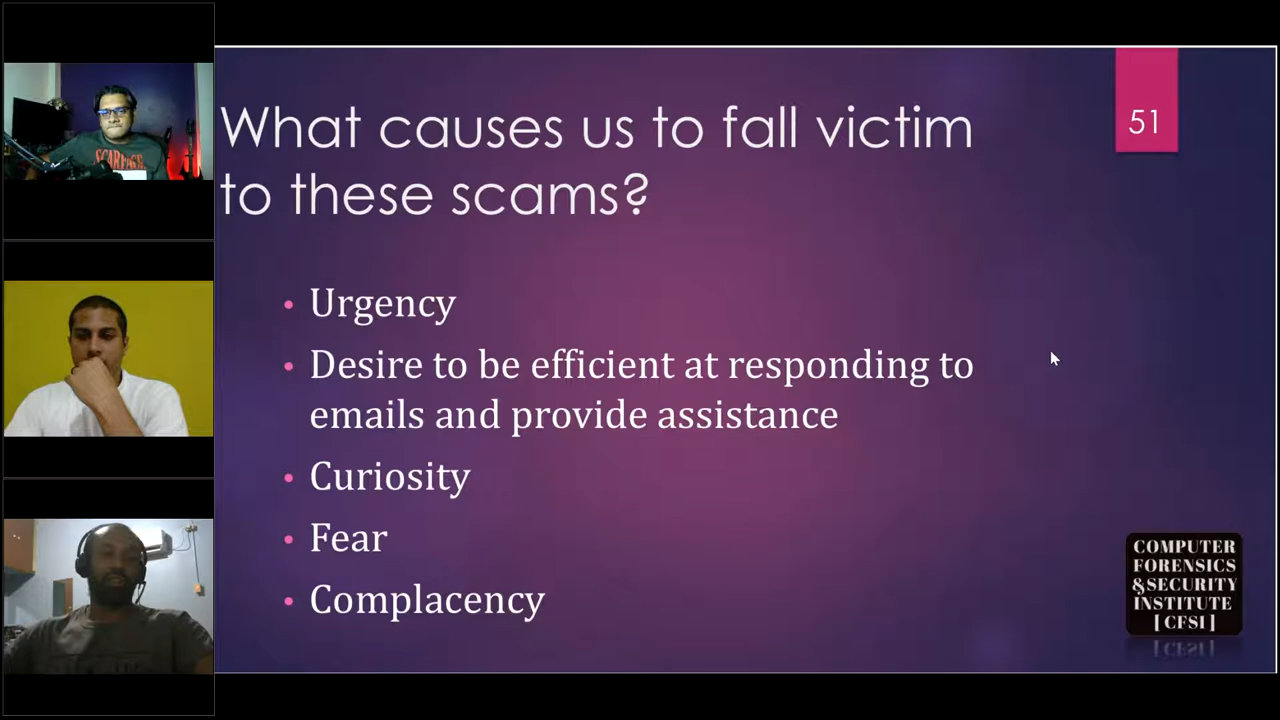 What causes us to fall victim
to these scams?
51
• Urgency
• Desire to be efficient at responding to
emails and provide assistance
• Curiosity
• Fear
• Complacency
COMPUTER
FORENSICS
&SECURITY
INSTITUTE
[ CFSI ]
SCARFACE